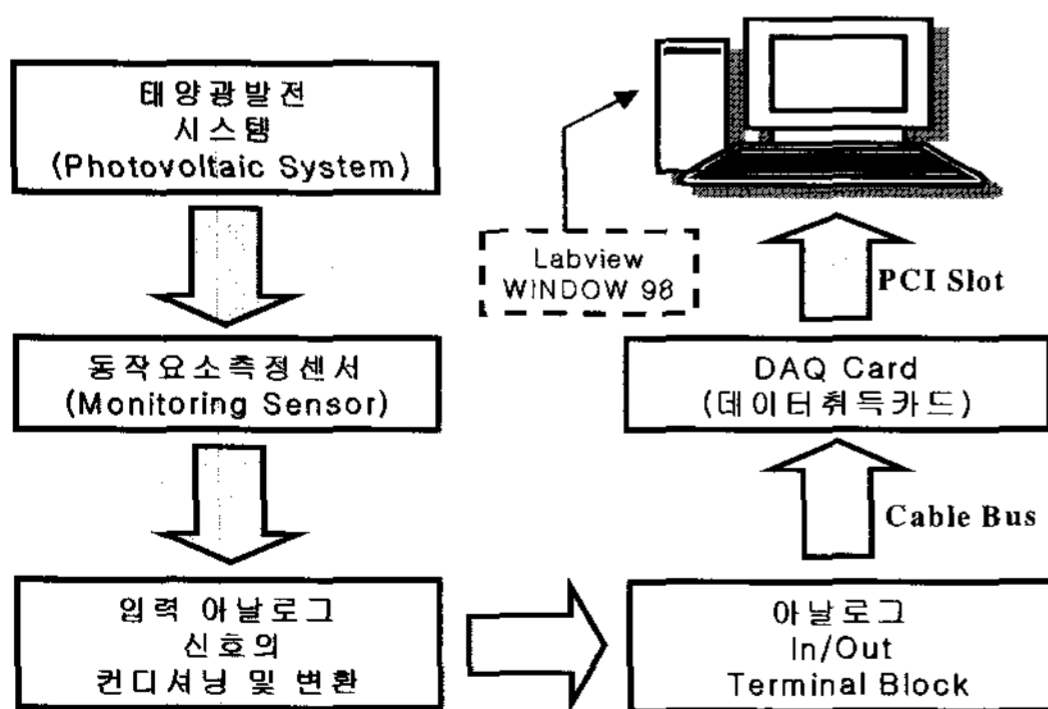 태양광발전
시스템
(Photovoltaic System)
동작요소측정센서
(Monitoring Sensor)
입력 아날로그
신호의
컨디셔닝 및 변환
아날로그
In/Out
Terminal Block
Cable Bus
DAQ Card
(데이터취득카드)
PCI Slot
Labview
WINDOW 98